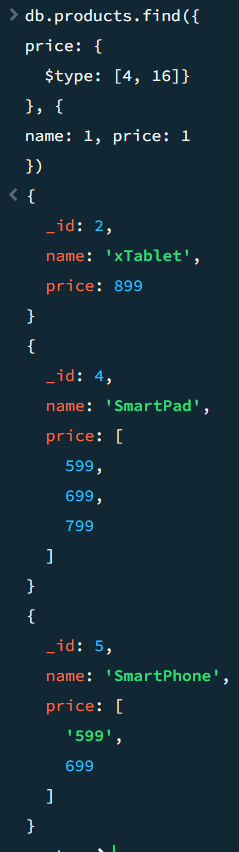 > db.products.find({
price: {
$type: [4, 16]}
}, {
name: 1, price: 1
})
< {
_id: 2,
name: 'xTablet',
price: 899
}
{
_id: 4,
name: 'SmartPad',
price: [
599,
699,
799
]
}
{
_id: 5,
name: 'SmartPhone',
price: [
'599',
699
]
}